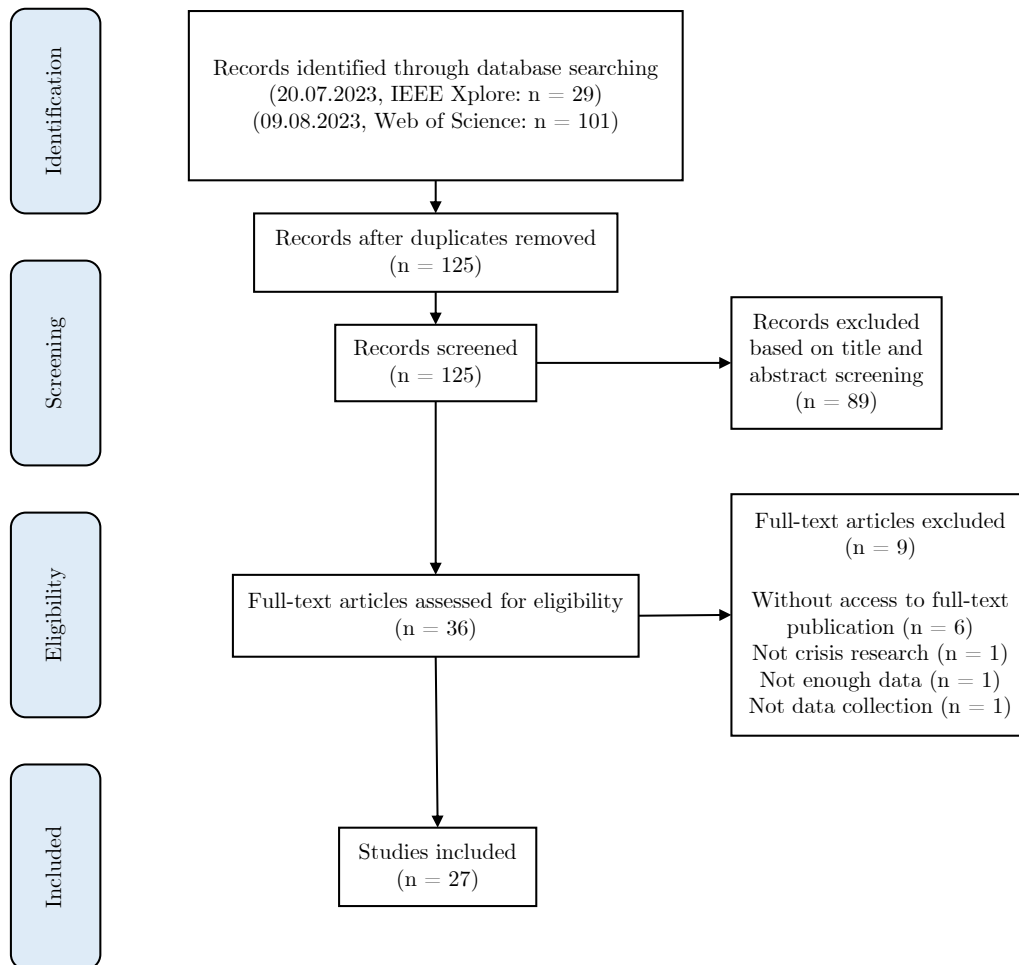 Identification
Records identified through database searching
(20.07.2023, IEEE Xplore: n = 29)
(09.08.2023, Web of Science: n = 101)
Records after duplicates removed
(n = 125)
Screening
Records screened
(n = 125)
Records excluded
based on title and
abstract screening
(n = 89)
Eligibility
Full-text articles assessed for eligibility
(n = 36)
Full-text articles excluded
(n = 9)
Without access to full-text
publication (n = 6)
Not crisis research (n = 1)
Not enough data (n = 1)
Not data collection (n = 1)
Included
Studies included
(n = 27)